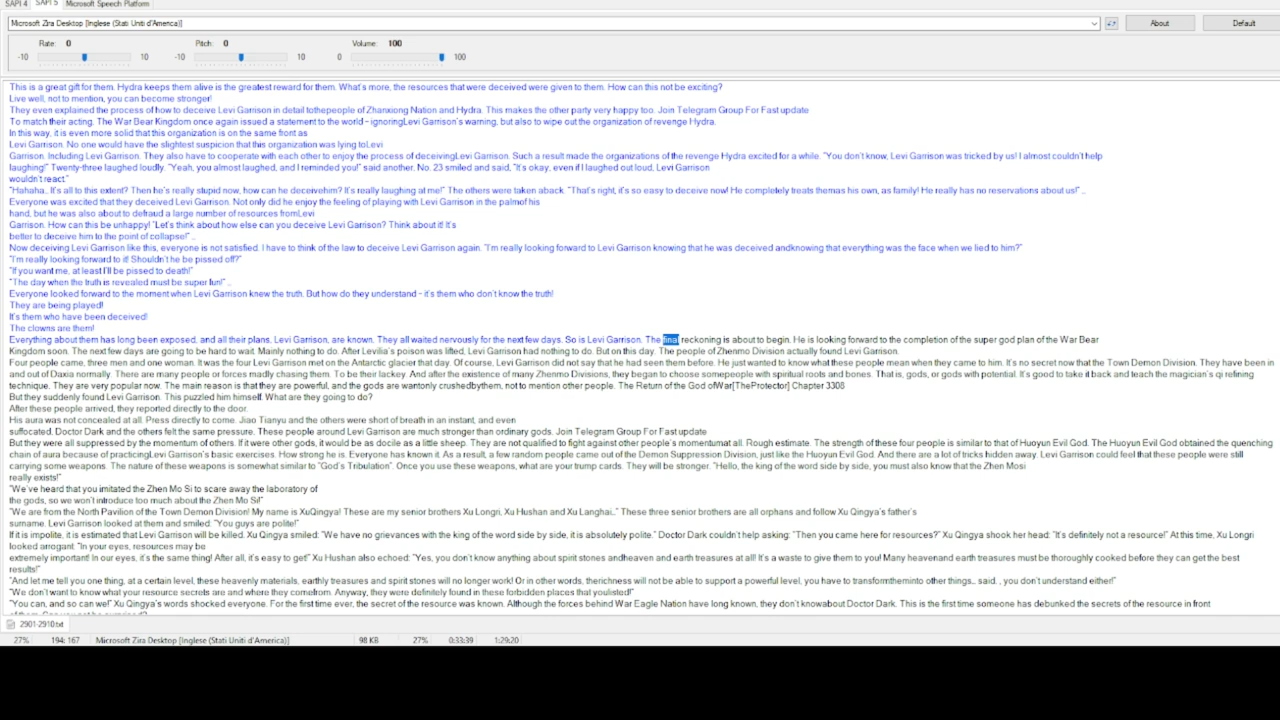 SAPI 4 SAPI 5 Microsoft Speech Platform
Microsoft Zira Desktop [Inglese (Stati Uniti d'America)] About Default
Rate: 0 Pitch: 0 Volume: 100
-10 10 -10 10 0 100
This is a great gift for them. Hydra keeps them alive is the greatest reward for them. What's more, the resources that were deceived were given to them. How can this not be exciting?
Live well, not to mention, you can become stronger!
They even explained the process of how to deceive Levi Garrison in detail tothepeople of Zhanxiong Nation and Hydra. This makes the other party very happy too. Join Telegram Group For Fast update
To match their acting. The War Bear Kingdom once again issued a statement to the world - ignoringLevi Garrison's warning, but also to wipe out the organization of revenge Hydra.
In this way, it is even more solid that this organization is on the same front as
Levi Garrison. No one would have the slightest suspicion that this organization was lying toLevi
Garrison. Including Levi Garrison. They also have to cooperate with each other to enjoy the process of deceivingLevi Garrison. Such a result made the organizations of the revenge Hydra excited for a while. "You don't know, Levi Garrison was tricked by us! I almost couldn't help
laughing!" Twenty-three laughed loudly. "Yeah, you almost laughed, and I reminded you!" said another. No. 23 smiled and said, "It's okay, even if I laughed out loud, Levi Garrison
wouldn't react."
"Hahaha.. It's all to this extent? Then he's really stupid now, how can he deceivehim? It's really laughing at me!" The others were taken aback. "That's right, it's so easy to deceive now! He completely treats themas his own, as family! He really has no reservations about us!" ..
Everyone was excited that they deceived Levi Garrison. Not only did he enjoy the feeling of playing with Levi Garrison in the palmof his
hand, but he was also about to defraud a large number of resources fromLevi
Garrison. How can this be unhappy! "Let's think about how else can you deceive Levi Garrison? Think about it! It's
better to deceive him to the point of collapse!" ..
Now deceiving Levi Garrison like this, everyone is not satisfied. I have to think of the law to deceive Levi Garrison again. "I'm really looking forward to Levi Garrison knowing that he was deceived andknowing that everything was the face when we lied to him?"
"I'm really looking forward to it! Shouldn't he be pissed off?"
"If you want me, at least I'll be pissed to death!"
"The day when the truth is revealed must be super fun!" ..
Everyone looked forward to the moment when Levi Garrison knew the truth. But how do they understand - it's them who don't know the truth!
They are being played!
It's them who have been deceived!
The clowns are them!
Everything about them has long been exposed, and all their plans. Levi Garrison, are known. They all waited nervously for the next few days. So is Levi Garrison. The final reckoning is about to begin. He is looking forward to the completion of the super god plan of the War Bear
Kingdom soon. The next few days are going to be hard to wait. Mainly nothing to do. After Levilia's poison was lifted, Levi Garrison had nothing to do. But on this day. The people of Zhenmo Division actually found Levi Garrison.
Four people came, three men and one woman. It was the four Levi Garrison met on the Antarctic glacier that day. Of course, Levi Garrison did not say that he had seen them before. He just wanted to know what these people mean when they came to him. It's no secret now that the Town Demon Division. They have been in
and out of Daxia normally. There are many people or forces madly chasing them. To be their lackey. And after the existence of many Zhenmo Divisions, they began to choose somepeople with spiritual roots and bones. That is, gods, or gods with potential. It's good to take it back and teach the magician's qi refining
technique. They are very popular now. The main reason is that they are powerful, and the gods are wantonly crushedbythem, not to mention other people. The Return of the God ofWar[TheProtector] Chapter 3308
But they suddenly found Levi Garrison. This puzzled him himself. What are they going to do?
After these people arrived, they reported directly to the door.
His aura was not concealed at all. Press directly to come. Jiao Tianyu and the others were short of breath in an instant, and even
suffocated. Doctor Dark and the others felt the same pressure. These people around Levi Garrison are much stronger than ordinary gods. Join Telegram Group For Fast update
But they were all suppressed by the momentum of others. If it were other gods, it would be as docile as a little sheep. They are not qualified to fight against other people's momentumat all. Rough estimate. The strength of these four people is similar to that of Huoyun Evil God. The Huoyun Evil God obtained the quenching
chain of aura because of practicingLevi Garrison's basic exercises. How strong he is. Everyone has known it. As a result, a few random people came out of the Demon Suppression Division, just like the Huoyun Evil God. And there are a lot of tricks hidden away. Levi Garrison could feel that these people were still
carrying some weapons. The nature of these weapons is somewhat similar to "God's Tribulation". Once you use these weapons, what are your trump cards. They will be stronger. "Hello, the king of the word side by side, you must also know that the Zhen Mosi
really exists!"
"We've heard that you imitated the Zhen Mo Si to scare away the laboratory of
the gods, so we won't introduce too much about the Zhen Mo Si!"
"We are from the North Pavilion of the Town Demon Division! My name is XuQingya! These are my senior brothers Xu Longri, Xu Hushan and Xu Langhai.." These three senior brothers are all orphans and follow Xu Qingya's father's
surname. Levi Garrison looked at them and smiled: "You guys are polite!"
If it is impolite, it is estimated that Levi Garrison will be killed. Xu Qingya smiled: "We have no grievances with the king of the word side by side, it is absolutely polite." Doctor Dark couldn't help asking: "Then you came here for resources?" Xu Qingya shook her head: "It's definitely not a resource!" At this time, Xu Longri
looked arrogant: "In your eyes, resources may be
extremely important! In our eyes, it's the same thing! After all, it's easy to get!" Xu Hushan also echoed: "Yes, you don't know anything about spirit stones andheaven and earth treasures at all! It's a waste to give them to you! Many heavenand earth treasures must be thoroughly cooked before they can get the best
results!"
"And let me tell you one thing, at a certain level, these heavenly materials, earthly treasures and spirit stones will no longer work! Or in other words, therichness will not be able to support a powerful level, you have to transformtheminto other things.. said, , you don't understand either!"
"We don't want to know what your resource secrets are and where they comefrom. Anyway, they were definitely found in these forbidden places that youlisted!"
"You can, and so can we!" Xu Qingya's words shocked everyone. For the first time ever, the secret of the resource was known. Although the forces behind War Eagle Nation have long known, they don't knowabout Doctor Dark. This is the first time someone has debunked the secrets of the resource in front
2901-2910.txt
27% 194: 167 Microsoft Zira Desktop [Inglese (Stati Uniti d'America)] 98 KB 27% 0:33:39 1:29:20